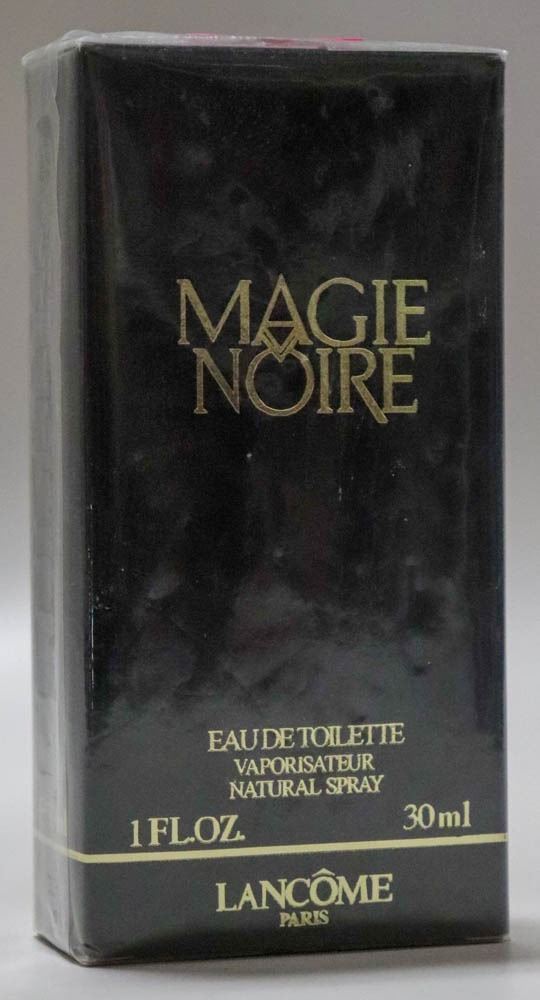 MAGIE
NOIRE
EAU DE TOILETTE
VAPORISATEUR
NATURAL SPRAY
1 FL.OZ. 30 ml
LANCÔME
PARIS